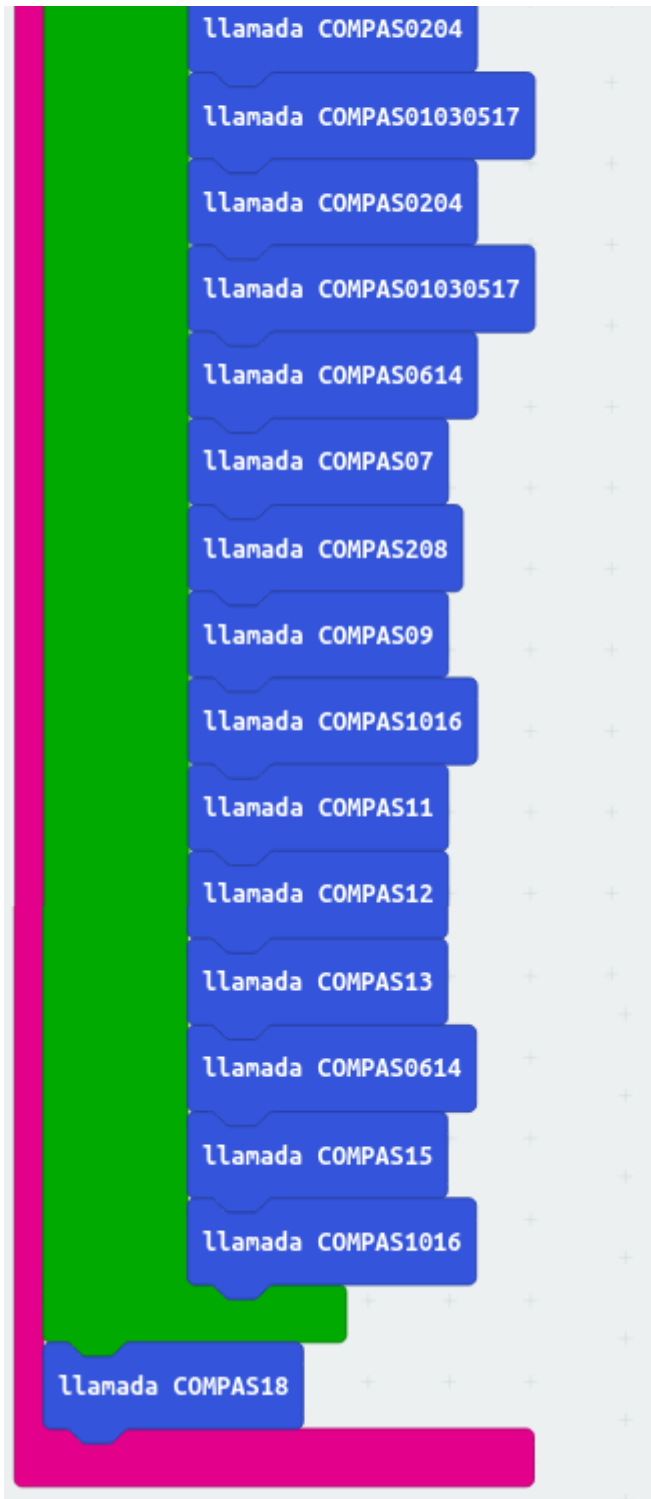 llamada COMPAS0204
llamada COMPAS01030517
llamada COMPAS0204
llamada COMPAS01030517
llamada COMPAS0614
llamada COMPAS07
llamada COMPAS208
llamada COMPAS09
llamada COMPAS1016
llamada COMPAS11
llamada COMPAS12
llamada COMPAS13
llamada COMPAS0614
llamada COMPAS15
llamada COMPAS1016
llamada COMPAS18